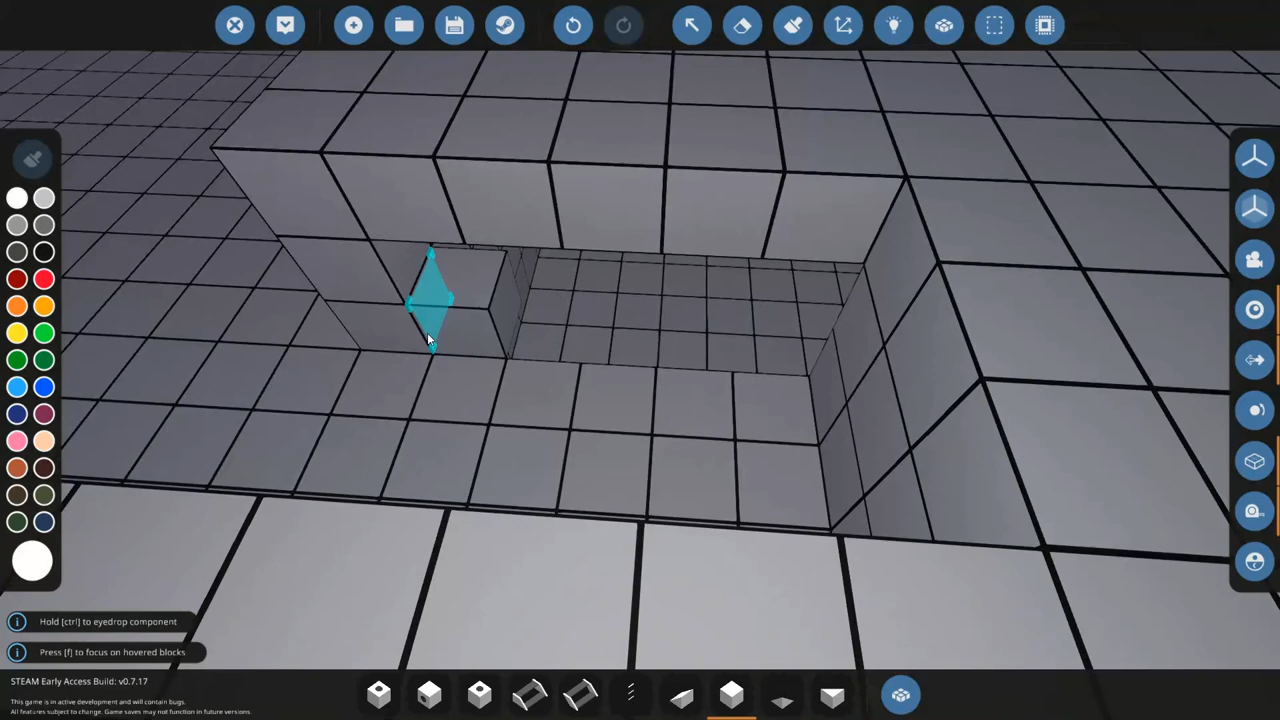 Hold [ctrl] to eyedrop component
Press [f] to focus on hovered blocks
STEAM Early Access Build: v0.7.17
This game is in active development and will contain bugs.
All features subject to change. Game saves may not function in future versions.